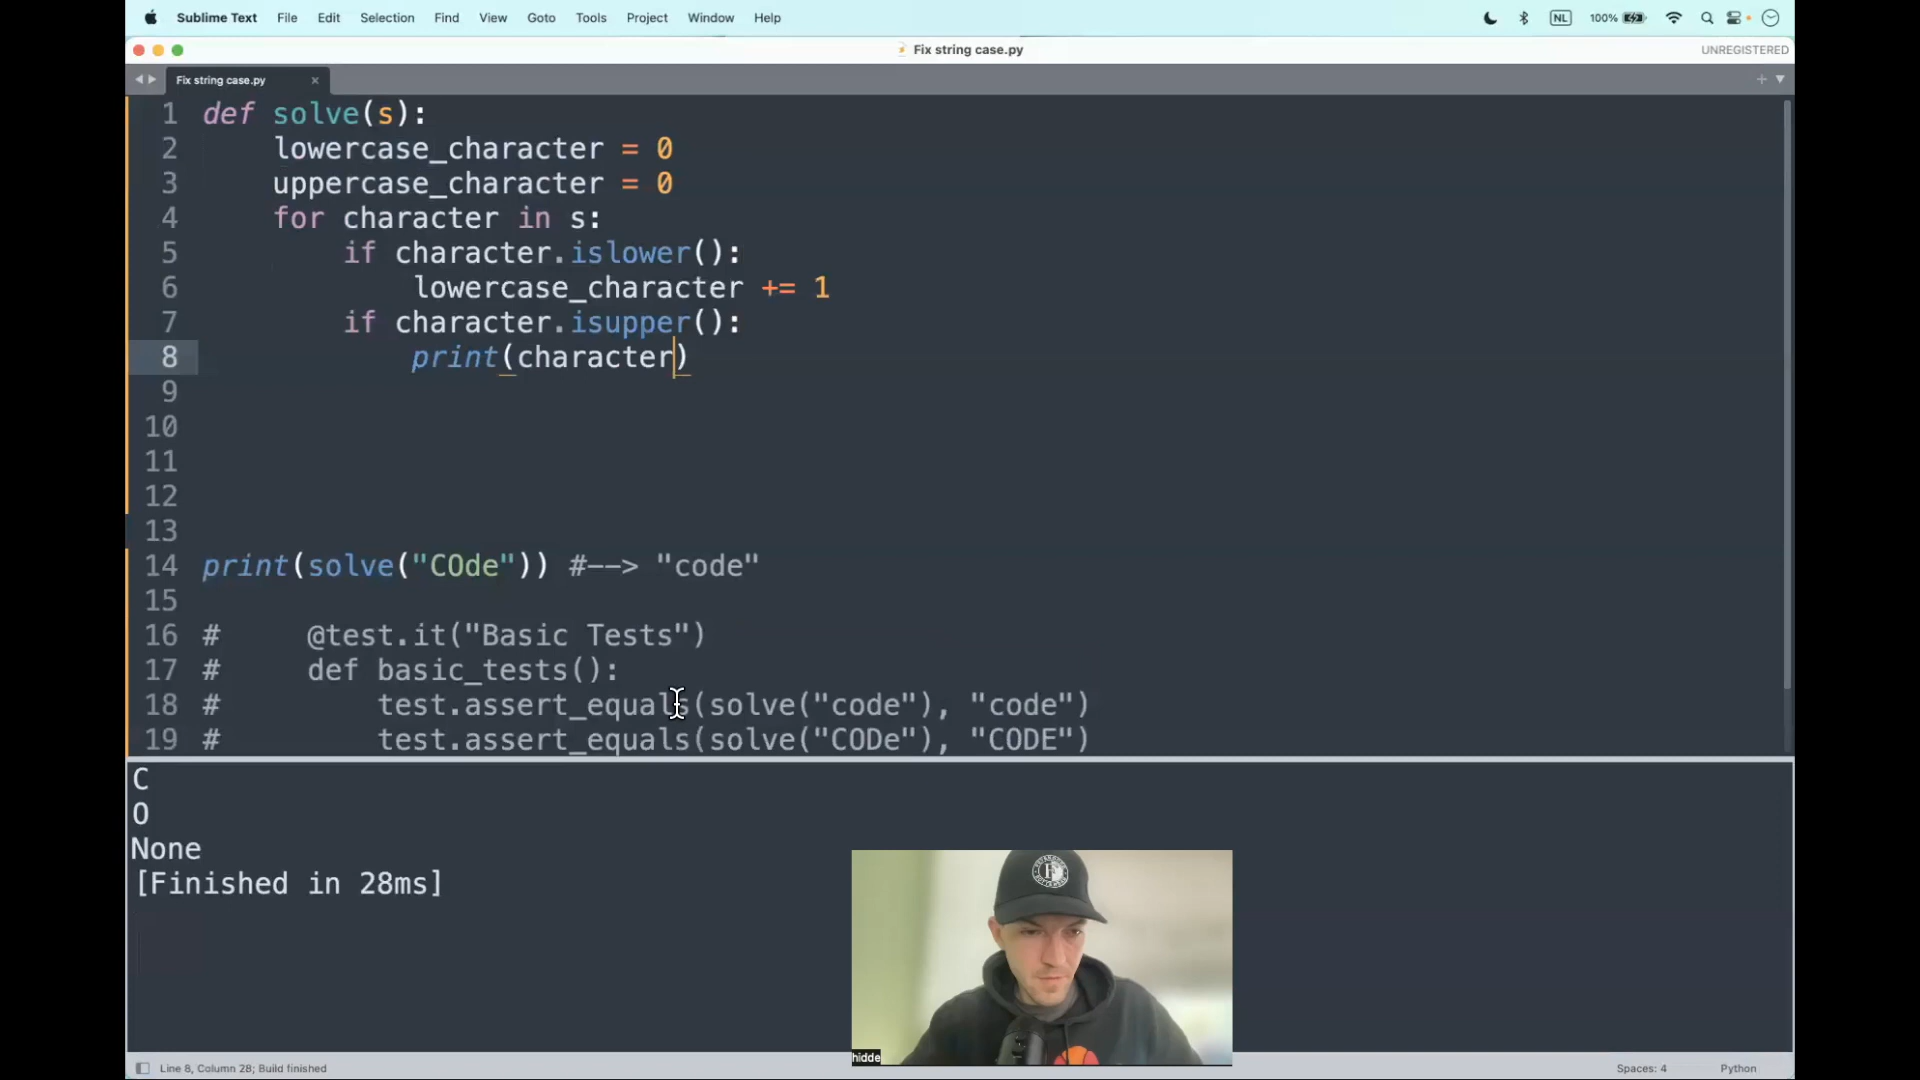 Sublime Text File Edit Selection Find View Goto Tools Project Window Help NL 100%
Fix string case.py UNREGISTERED
Fix string case.py ×
1 def solve(s):
2 lowercase_character = 0
3 uppercase_character = 0
4 for character in s:
5 if character.islower():
6 lowercase_character += 1
7 if character.isupper():
8 print(character)
9
10
11
12
13
14 print(solve("COde")) #--> "code"
15
16 # @test.it("Basic Tests")
17 # def basic_tests():
18 # test.assert_equals(solve("code"), "code")
19 # test.assert_equals(solve("CODe"), "CODE")
C
O
None
[Finished in 28ms]
hidde
Line 8, Column 28; Build finished Spaces: 4 Python